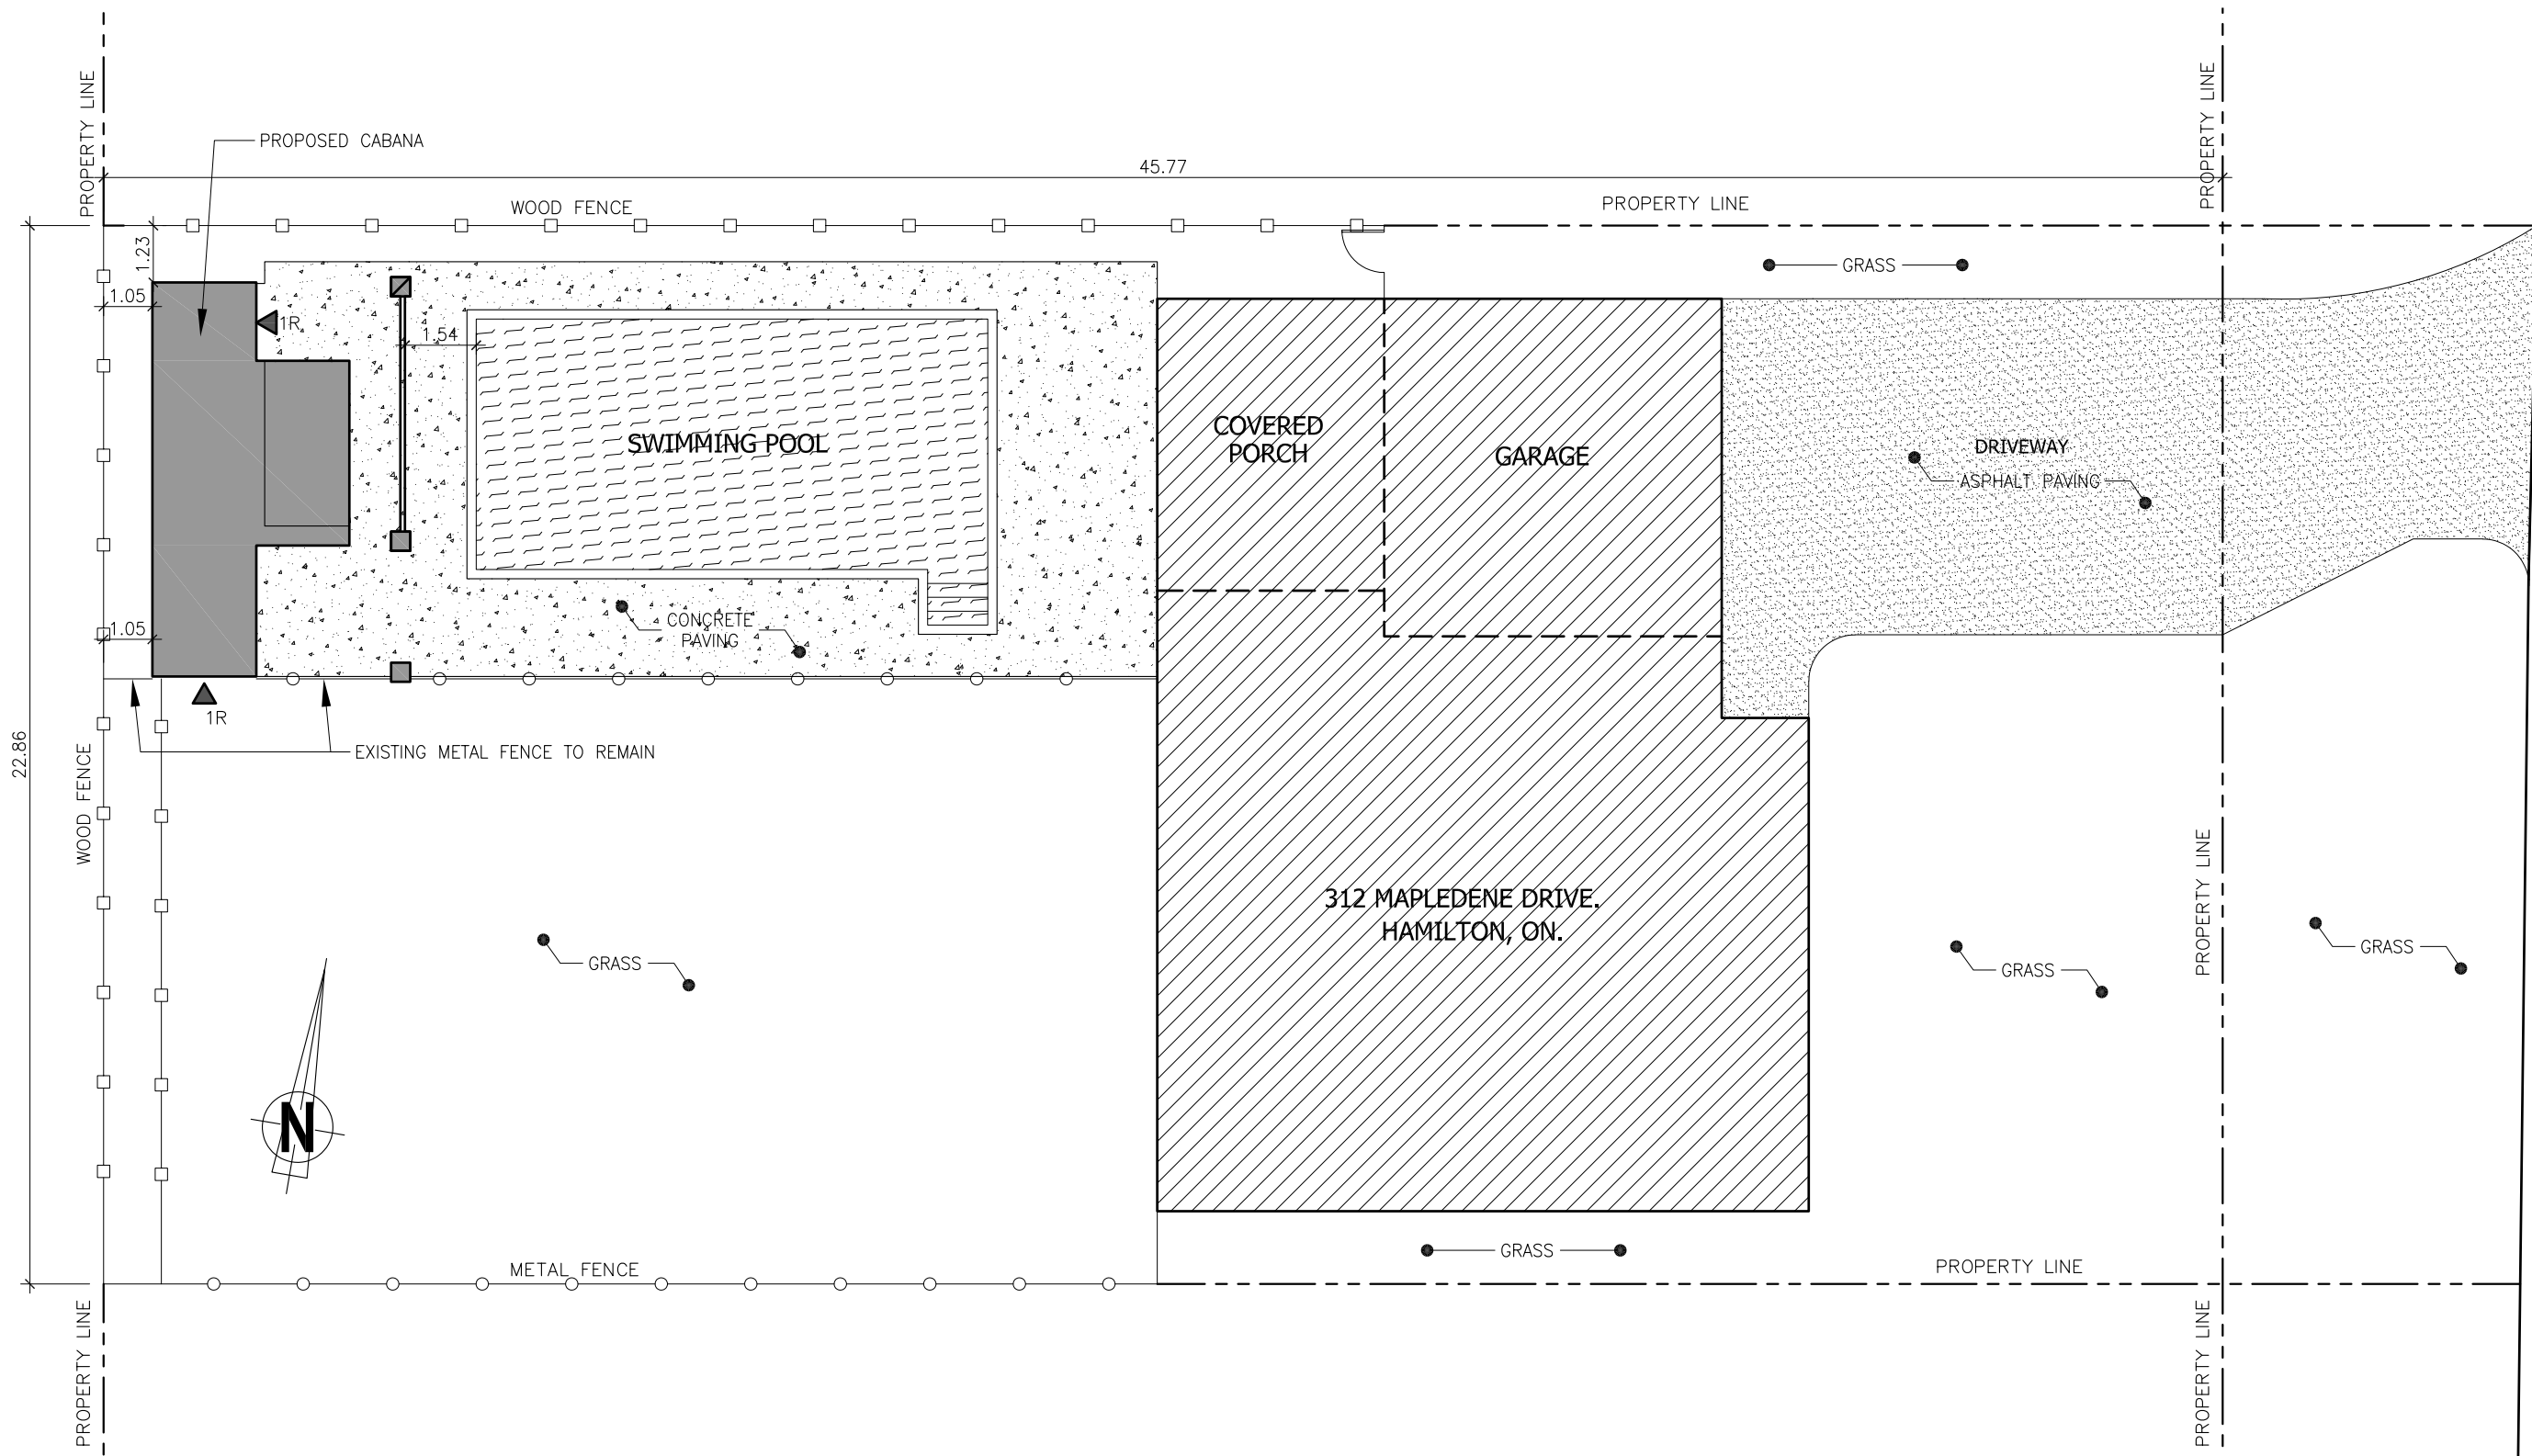 PROPERTY LINE
PROPERTY LINE
PROPOSED CABANA
45.77
WOOD FENCE
PROPERTY LINE
1.23
GRASS
1.05
1R
1.54
COVERED
PORCH
SWIMMING POOL
GARAGE
DRIVEWAY
ASPHALT PAVING
CONCRETE
PAVING
1.05
1R
EXISTING METAL FENCE TO REMAIN
22.86
WOOD FENCE
312 MAPLEDENE DRIVE.
HAMILTON, ON.
PROPERTY LINE
GRASS
GRASS
GRASS
N
GRASS
METAL FENCE
PROPERTY LINE
PROPERTY LINE
PROPERTY LINE